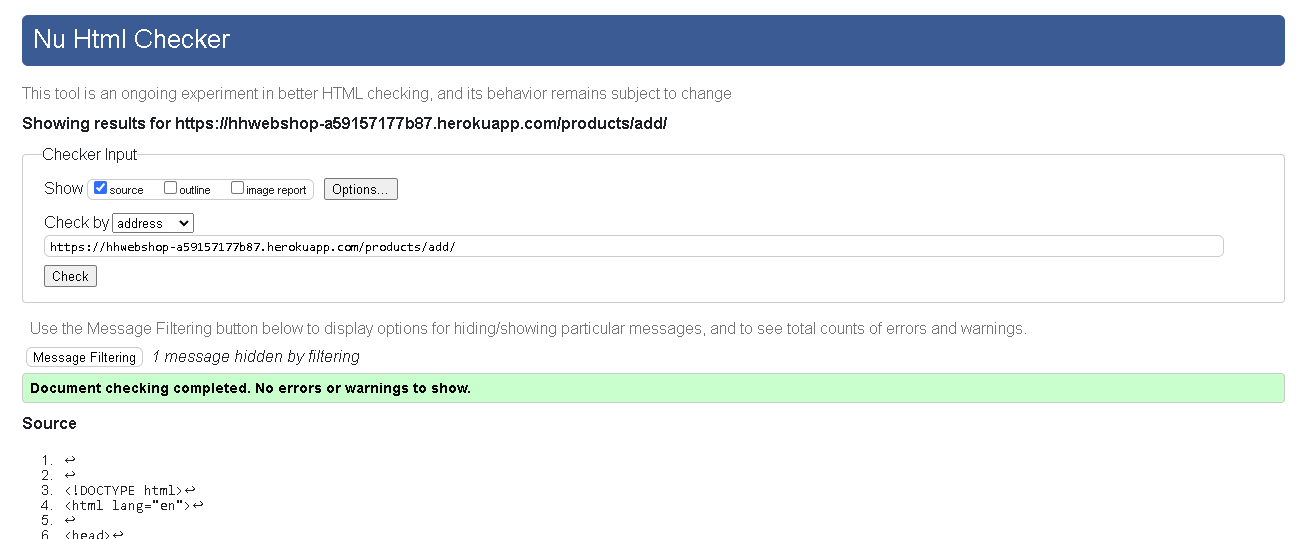 Nu Html Checker
This tool is an ongoing experiment in better HTML checking, and its behavior remains subject to change
Showing results for https://hhwebshop-a59157177b87.herokuapp.com/products/add/
Checker Input
Show source outline image report Options...
Check by address
https://hhwebshop-a59157177b87.herokuapp.com/products/add/
Check
Use the Message Filtering button below to display options for hiding/showing particular messages, and to see total counts of errors and warnings.
Message Filtering 1 message hidden by filtering
Document checking completed. No errors or warnings to show.
Source
1. ↩
2. ↩
3. <!DOCTYPE html>↩
4. <html lang="en">↩
5. ↩
6. <head>↩